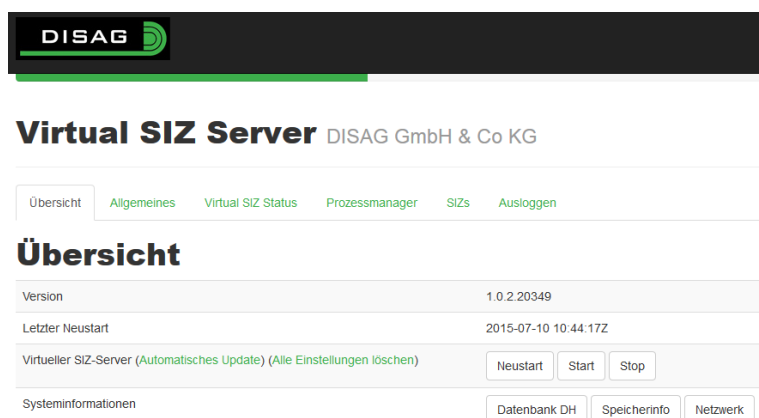 DISAG
Virtual SIZ Server DISAG GmbH & Co KG
Übersicht Allgemeines Virtual SIZ Status Prozessmanager SIZs Ausloggen
Übersicht
Version 1.0.2.20349
Letzter Neustart 2015-07-10 10:44:17Z
Virtueller SIZ-Server (Automatisches Update) (Alle Einstellungen löschen) Neustart Start Stop
Systeminformationen Datenbank DH Speicherinfo Netzwerk